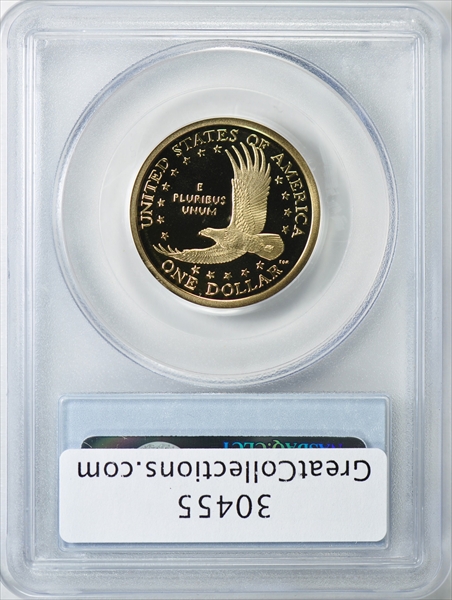 UNITED STATES OF AMERICA
E
PLURIBUS
UNUM
ONE DOLLAR
GreatCollections.com
30455